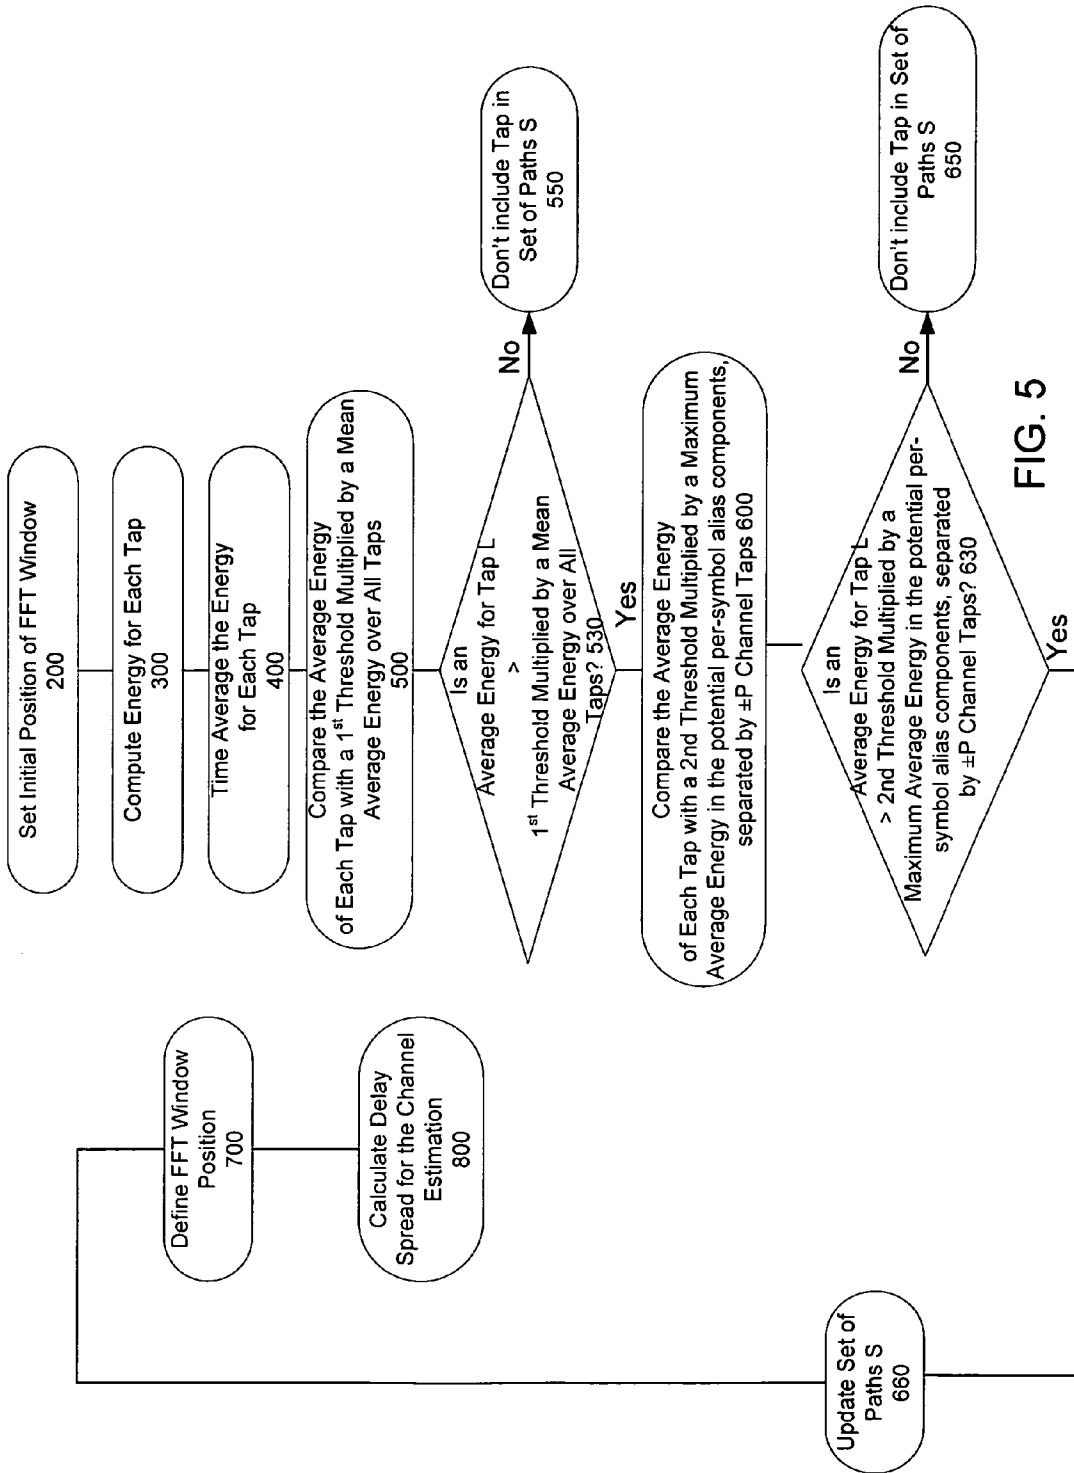 Set Initial Position of FFT Window
200
Compute Energy for Each Tap
300
Time Average the Energy
for Each Tap
400
Compare the Average Energy
of Each Tap with a 1st Threshold Multiplied by a Mean
Average Energy over All Taps
500
Is an
Average Energy for Tap L
>
1st Threshold Multiplied by a Mean
Average Energy over All
Taps? 530
No
Don't include Tap in
Set of Paths S
550
Yes
Compare the Average Energy
of Each Tap with a 2nd Threshold Multiplied by a Maximum
Average Energy in the potential per-symbol alias components,
separated by ±P Channel Taps 600
Is an
Average Energy for Tap L
> 2nd Threshold Multiplied by a
Maximum Average Energy in the potential per-
symbol alias components, separated
by ±P Channel Taps? 630
No
Don't include Tap in Set of
Paths S
650
Yes
Update Set of
Paths S
660
Define FFT Window
Position
700
Calculate Delay
Spread for the Channel
Estimation
800
FIG. 5